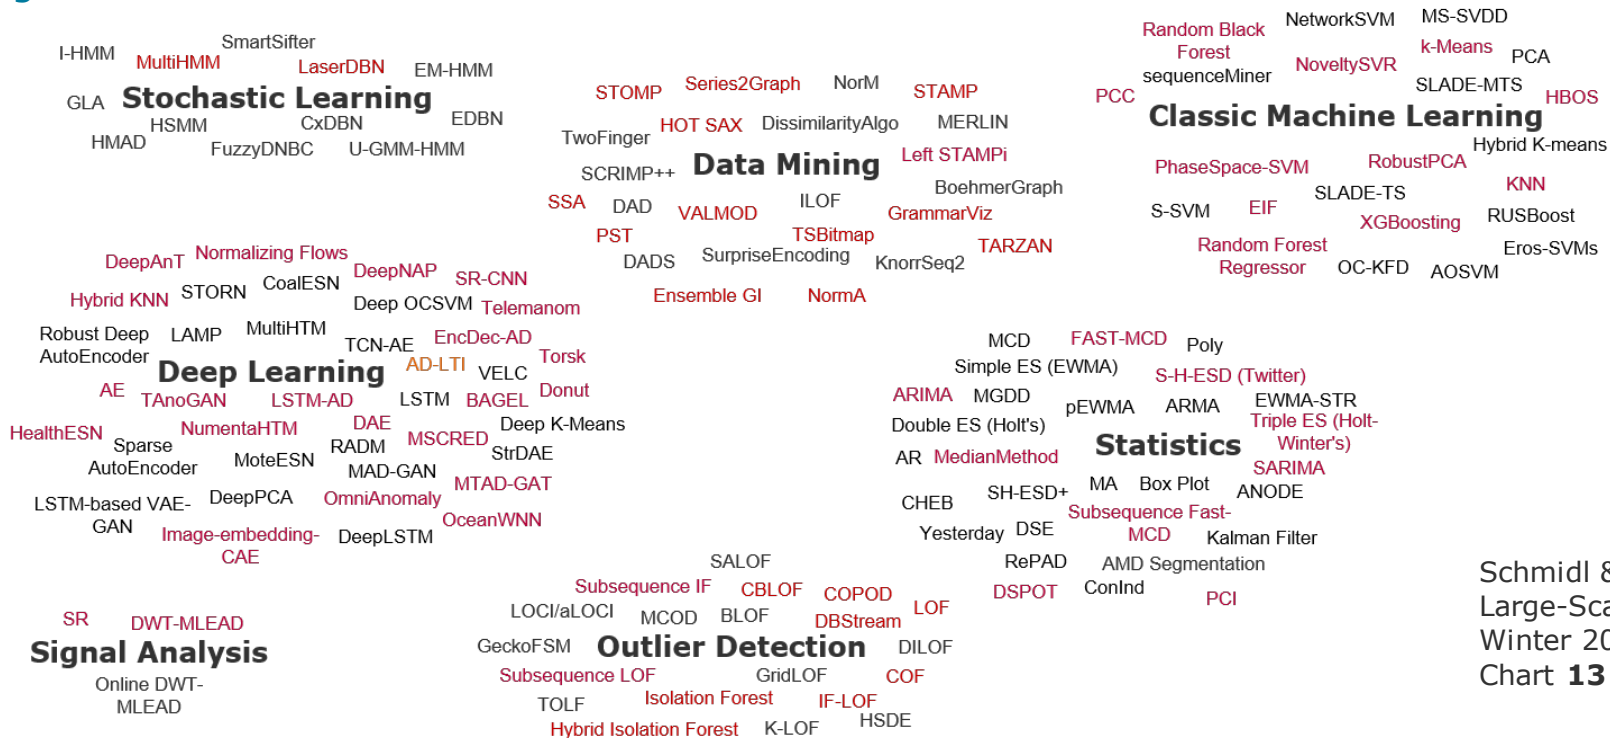 I-HMM
SmartSifter
MultiHMM
LaserDBN
EM-HMM
GLA
Stochastic Learning
HSMM
CxDBN
EDBN
HMAD
FuzzyDNBC
U-GMM-HMM
STOMP
Series2Graph
NorM
STAMP
TwoFinger
HOT SAX
DissimilarityAlgo
MERLIN
SCRIMP++
Data Mining
Left STAMPi
BoehmerGraph
SSA
DAD
VALMOD
ILOF
GrammarViz
PST
TSBitmap
TARZAN
DADS
SurpriseEncoding
KnorrSeq2
Ensemble GI
NormA
Random Black
Forest
NetworkSVM
MS-SVDD
k-Means
PCA
sequenceMiner
NoveltySVR
SLADE-MTS
HBOS
PCC
Classic Machine Learning
Hybrid K-means
PhaseSpace-SVM
RobustPCA
KNN
SLADE-TS
S-SVM
EIF
XGBoosting
RUSBoost
Random Forest
Regressor
OC-KFD
AOSVM
Eros-SVMs
DeepAnT
Normalizing Flows
DeepNAP
SR-CNN
Hybrid KNN
STORN
CoalESN
Deep OCSVM
Telemanom
Robust Deep
AutoEncoder
LAMP
MultiHTM
TCN-AE
EncDec-AD
Torsk
Deep Learning
AD-LTI
VELC
AE
TAnoGAN
LSTM-AD
LSTM
BAGEL
Donut
HealthESN
NumentaHTM
DAE
Deep K-Means
Sparse
AutoEncoder
RADM
MSCRED
StrDAE
MoteESN
MAD-GAN
MTAD-GAT
LSTM-based VAE-
GAN
DeepPCA
OmniAnomaly
OceanWNN
Image-embedding-
CAE
DeepLSTM
MCD
FAST-MCD
Poly
Simple ES (EWMA)
S-H-ESD (Twitter)
ARIMA
MGDD
pEWMA
ARMA
EWMA-STR
Double ES (Holt's)
Statistics
Triple ES (Holt-
Winter's)
AR
MedianMethod
SARIMA
CHEB
SH-ESD+
MA
Box Plot
ANODE
Yesterday
DSE
Subsequence Fast-
MCD
Kalman Filter
RePAD
AMD Segmentation
DSPOT
ConInd
PCI
SR
DWT-MLEAD
Signal Analysis
Online DWT-
MLEAD
SALOF
Subsequence IF
CBLOF
COPOD
LOF
LOCI/aLOCI
MCOD
BLOF
DBStream
GeckoFSM
Outlier Detection
DILOF
Subsequence LOF
GridLOF
COF
TOLF
Isolation Forest
IF-LOF
Hybrid Isolation Forest
K-LOF
HSDE
Schmidl &
Large-Sca
Winter 20
Chart 13